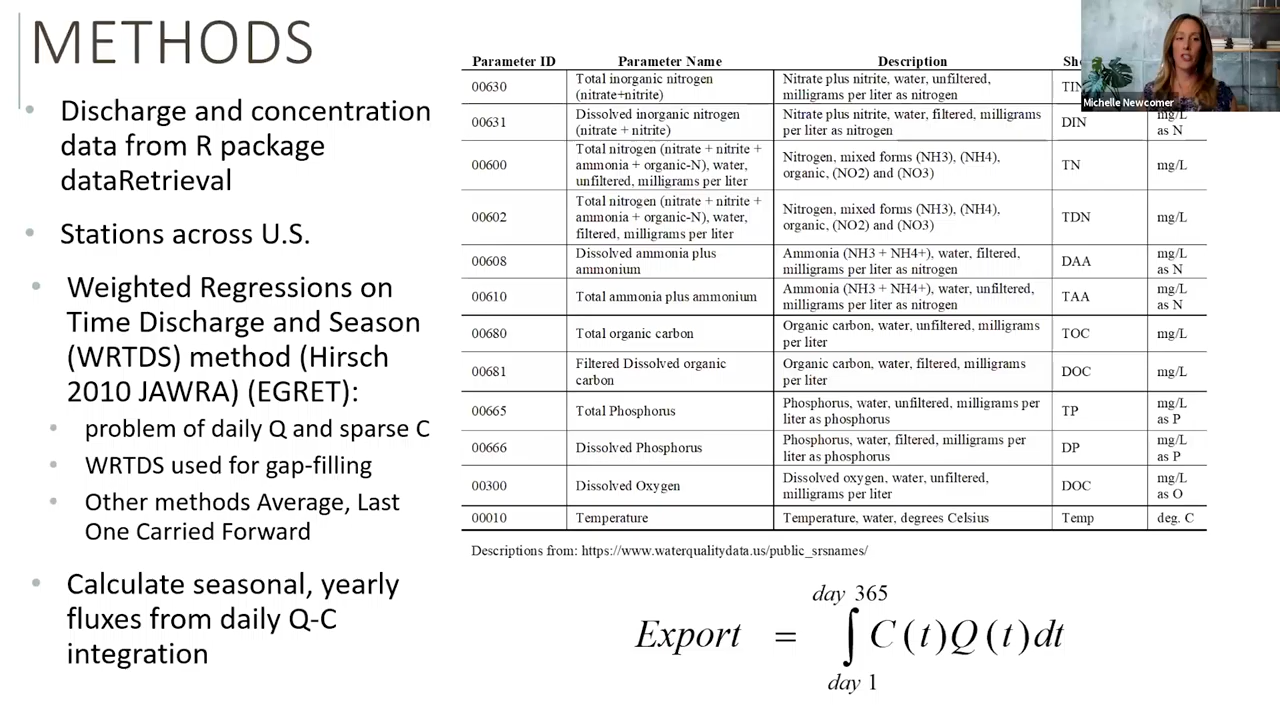 METHODS
Discharge and concentration
data from R package
dataRetrieval
Stations across U.S.
Weighted Regressions on
Time Discharge and Season
(WRTDS) method (Hirsch
2010 JAWRA) (EGRET):
problem of daily Q and sparse C
WRTDS used for gap-filling
Other methods Average, Last
One Carried Forward
Calculate seasonal, yearly
fluxes from daily Q-C
integration
Parameter ID Parameter Name Description
00630 Total inorganic nitrogen
(nitrate+nitrite) Nitrate plus nitrite, water, unfiltered,
milligrams per liter as nitrogen
00631 Dissolved inorganic nitrogen
(nitrate + nitrite) Nitrate plus nitrite, water, filtered, milligrams
per liter as nitrogen DIN mg/L
as N
00600 Total nitrogen (nitrate + nitrite +
ammonia + organic-N), water,
unfiltered, milligrams per liter Nitrogen, mixed forms (NH3), (NH4),
organic, (NO2) and (NO3) TN mg/L
00602 Total nitrogen (nitrate + nitrite +
ammonia + organic-N), water,
filtered, milligrams per liter Nitrogen, mixed forms (NH3), (NH4),
organic, (NO2) and (NO3) TDN mg/L
00608 Dissolved ammonia plus
ammonium Ammonia (NH3 + NH4+), water, filtered,
milligrams per liter as nitrogen DAA mg/L
as N
00610 Total ammonia plus ammonium Ammonia (NH3 + NH4+), water, unfiltered,
milligrams per liter as nitrogen TAA mg/L
as N
00680 Total organic carbon Organic carbon, water, unfiltered, milligrams
per liter TOC mg/L
00681 Filtered Dissolved organic
carbon Organic carbon, water, filtered, milligrams
per liter DOC mg/L
00665 Total Phosphorus Phosphorus, water, unfiltered, milligrams per
liter as phosphorus TP mg/L
as P
00666 Dissolved Phosphorus Phosphorus, water, filtered, milligrams per
liter as phosphorus DP mg/L
as P
00300 Dissolved Oxygen Dissolved oxygen, water, unfiltered,
milligrams per liter DOC mg/L
as O
00010 Temperature Temperature, water, degrees Celsius Temp deg. C
Descriptions from: https://www.waterqualitydata.us/public_srsnames/
day 365
Export = ∫ C(t)Q(t)dt
day 1
Michelle Newcomer